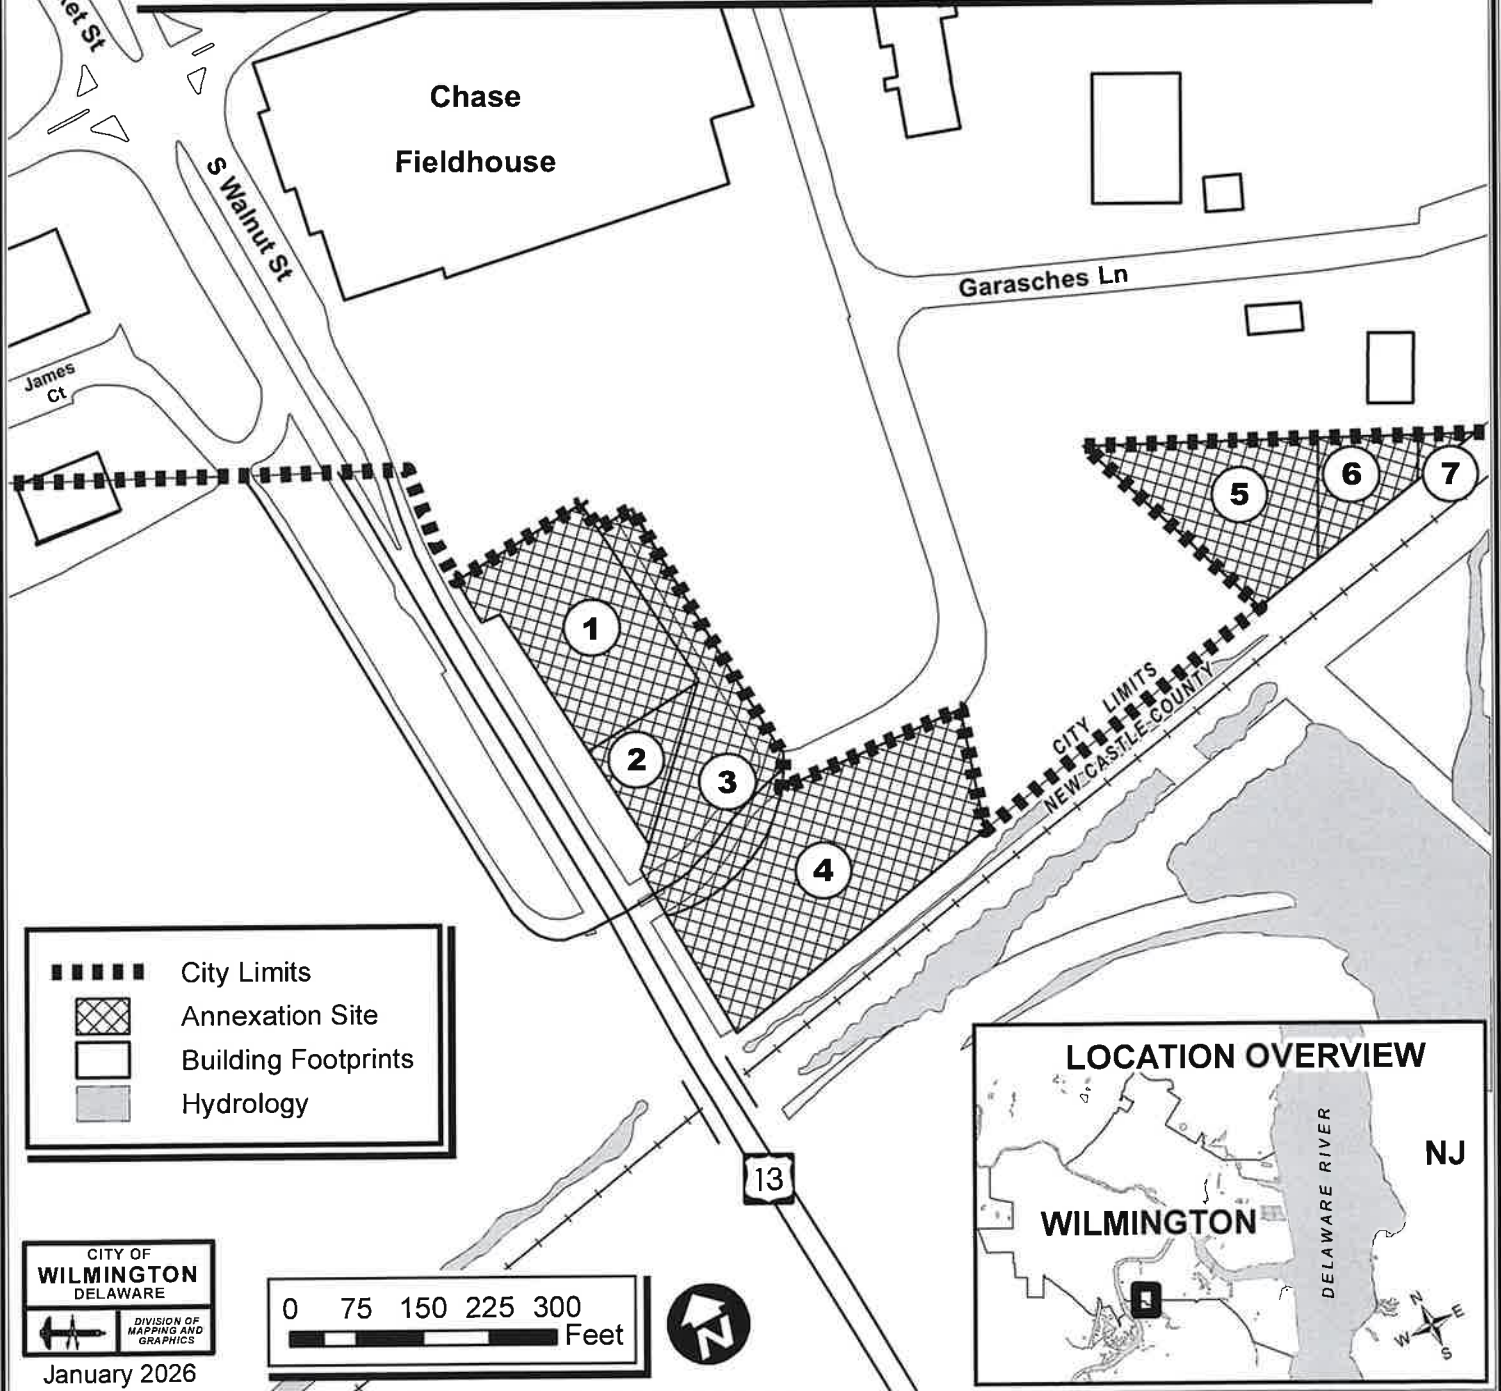 ket St
Chase
Fieldhouse
S Walnut St
Garasches Ln
James
Ct
1
2
3
4
5
6
7
CITY LIMITS
NEW CASTLE COUNTY
City Limits
Annexation Site
Building Footprints
Hydrology
13
CITY OF
WILMINGTON
DELAWARE
DIVISION OF
MAPPING AND
GRAPHICS
January 2026
0 75 150 225 300
Feet
N
LOCATION OVERVIEW
DELAWARE RIVER
NJ
WILMINGTON
N
E
W
S